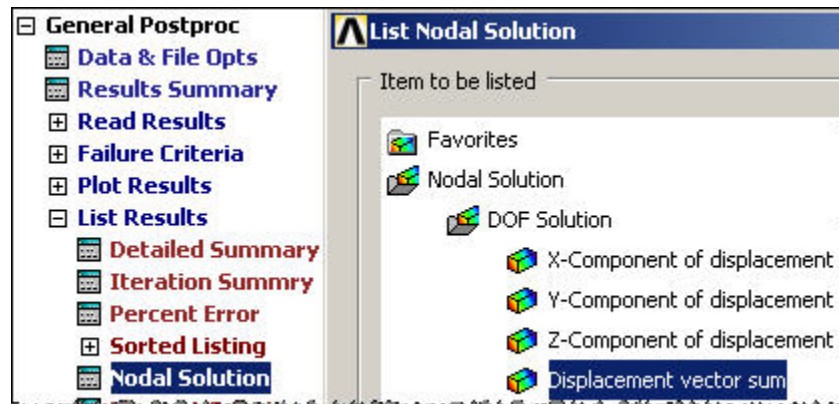 General Postproc
Data & File Opts
Results Summary
Read Results
Failure Criteria
Plot Results
List Results
Detailed Summary
Iteration Summry
Percent Error
Sorted Listing
Nodal Solution
List Nodal Solution
Item to be listed
Favorites
Nodal Solution
DOF Solution
X-Component of displacement
Y-Component of displacement
Z-Component of displacement
Displacement vector sum